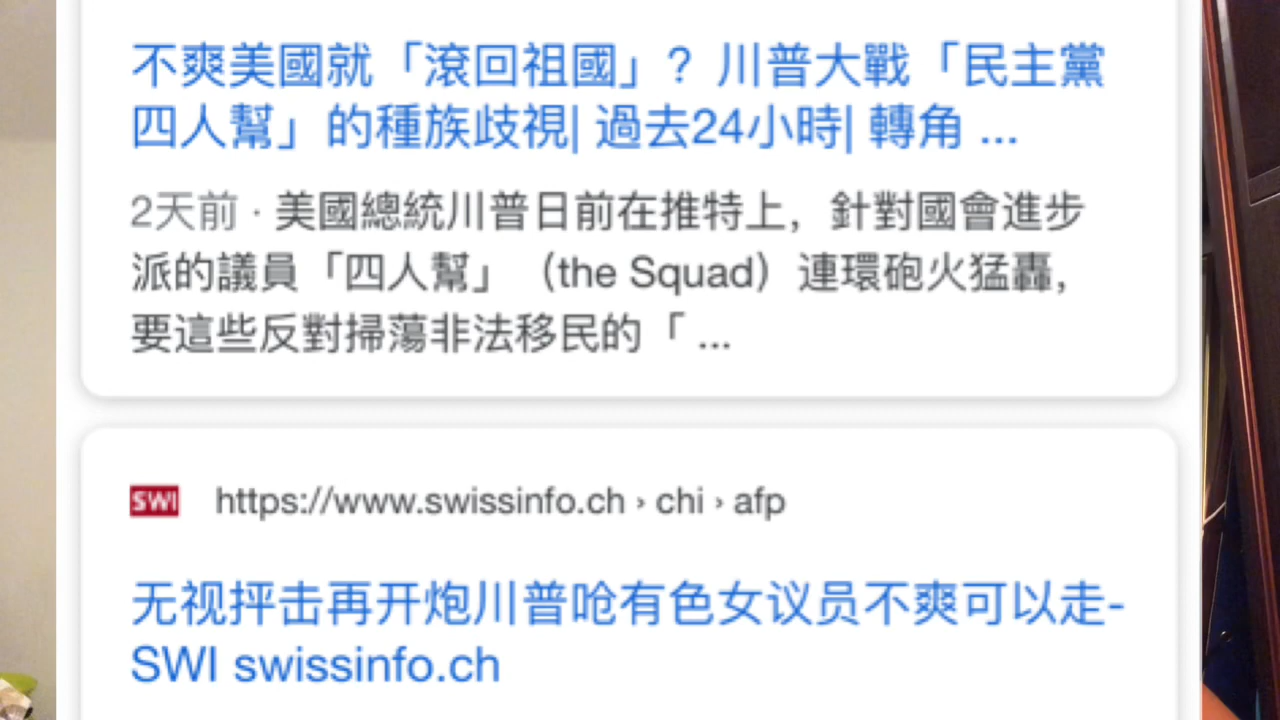 不爽美國就「滾回祖國」？川普大戰「民主黨
四人幫」的種族歧視| 過去24小時| 轉角 ...
2天前 · 美國總統川普日前在推特上，針對國會進步
派的議員「四人幫」（the Squad）連環砲火猛轟，
要這些反對掃蕩非法移民的「 ...
SWI https://www.swissinfo.ch › chi › afp
无视抨击再开炮川普呛有色女议员不爽可以走-
SWI swissinfo.ch